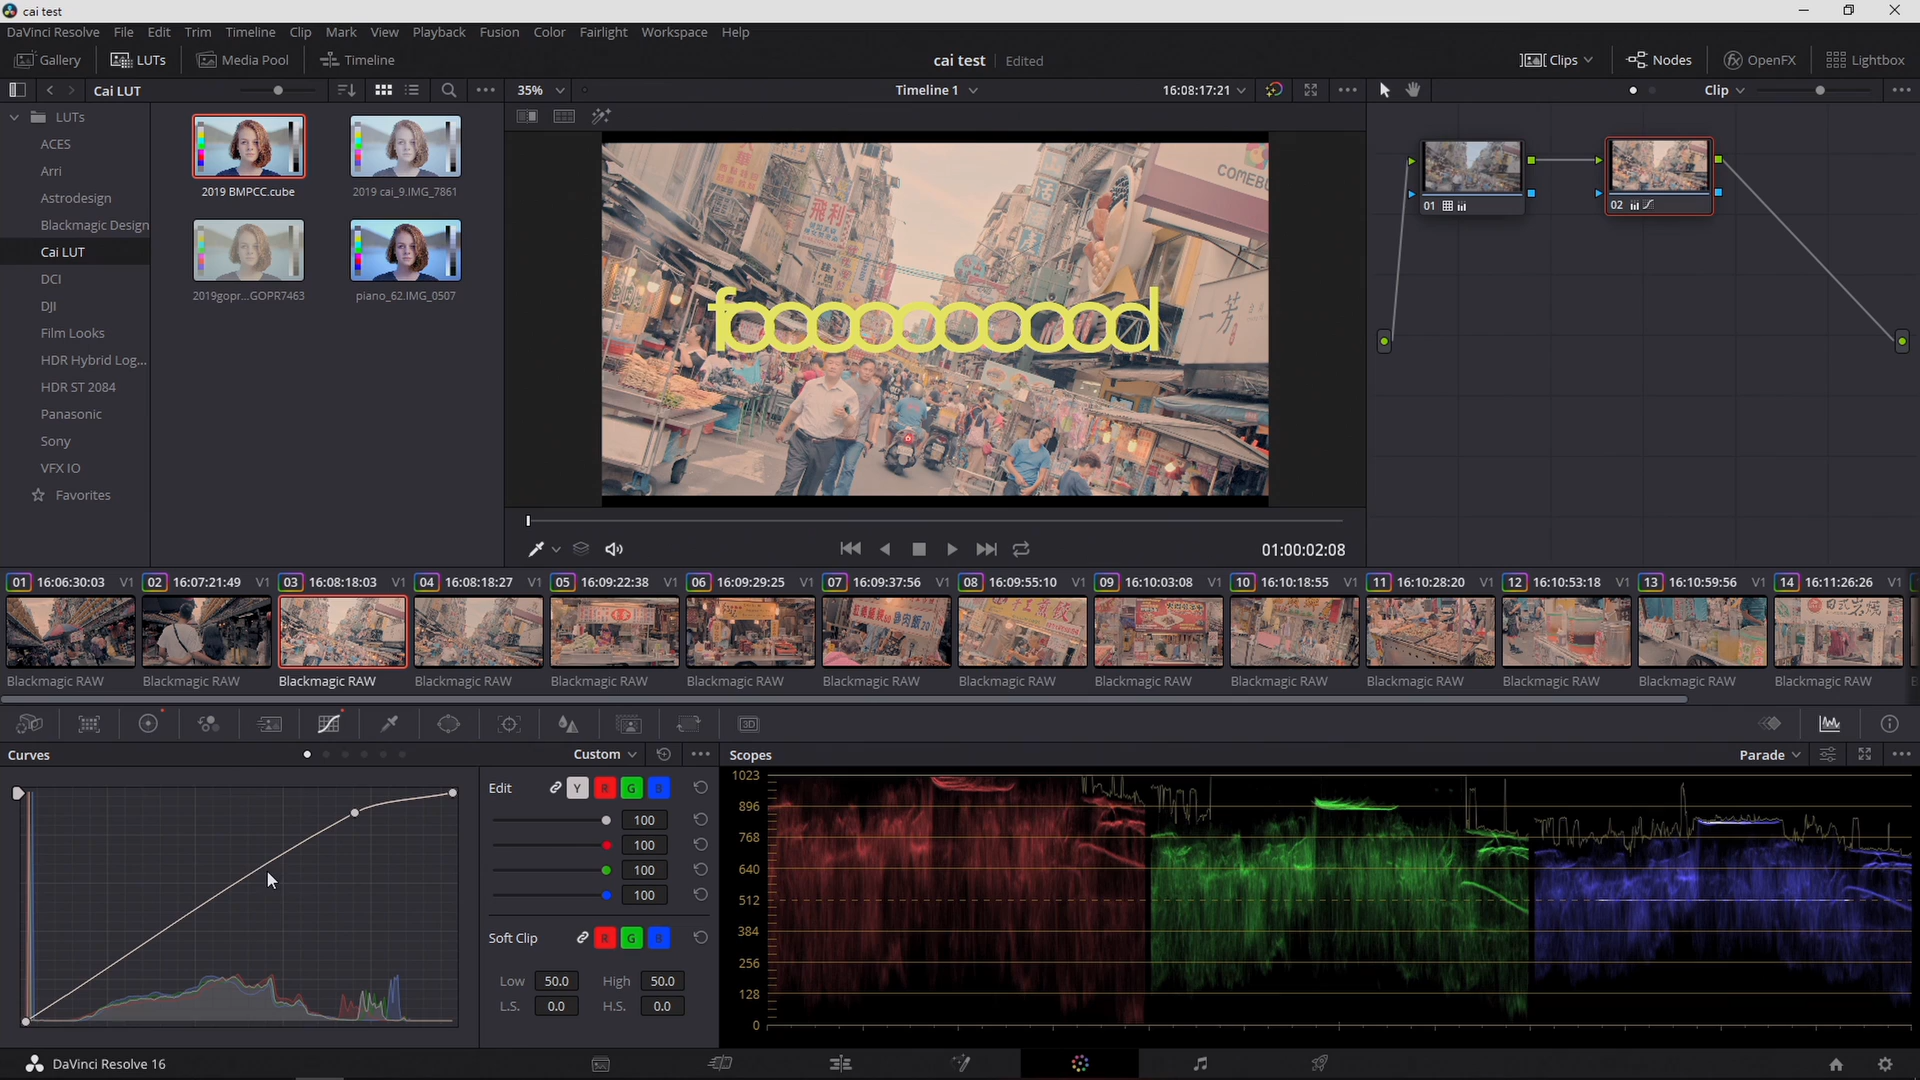 cai test
DaVinci Resolve File Edit Trim Timeline Clip Mark View Playback Fusion Color Fairlight Workspace Help
Gallery LUTs Media Pool Timeline cai test Edited Clips Nodes OpenFX Lightbox
Cai LUT 35% Timeline 1 16:08:17:21 Clip
LUTs
ACES
Arri
Astrodesign
Blackmagic Design
Cai LUT
DCI
DJI
Film Looks
HDR Hybrid Log...
HDR ST 2084
Panasonic
Sony
VFX IO
Favorites
2019 BMPCC.cube 2019 cai_9.IMG_7861
2019gopr...GOPR7463 piano_62.IMG_0507
COMEBU
飛利
活
一芳
fooooooooood
01 02
01:00:02:08
01 16:06:30:03 V1 02 16:07:21:49 V1 03 16:08:18:03 V1 04 16:08:18:27 V1 05 16:09:22:38 V1 06 16:09:29:25 V1 07 16:09:37:56 V1 08 16:09:55:10 V1 09 16:10:03:08 V1 10 16:10:18:55 V1 11 16:10:28:20 V1 12 16:10:53:18 V1 13 16:10:59:56 V1 14 16:11:26:26 V1
Blackmagic RAW Blackmagic RAW Blackmagic RAW Blackmagic RAW Blackmagic RAW Blackmagic RAW Blackmagic RAW Blackmagic RAW Blackmagic RAW Blackmagic RAW Blackmagic RAW Blackmagic RAW Blackmagic RAW Blackmagic RAW
3D
Curves Custom Scopes Parade
Edit Y R G B
100
100
100
100
Soft Clip R G B
Low 50.0 High 50.0
L.S. 0.0 H.S. 0.0
1023
896
768
640
512
384
256
128
0
DaVinci Resolve 16